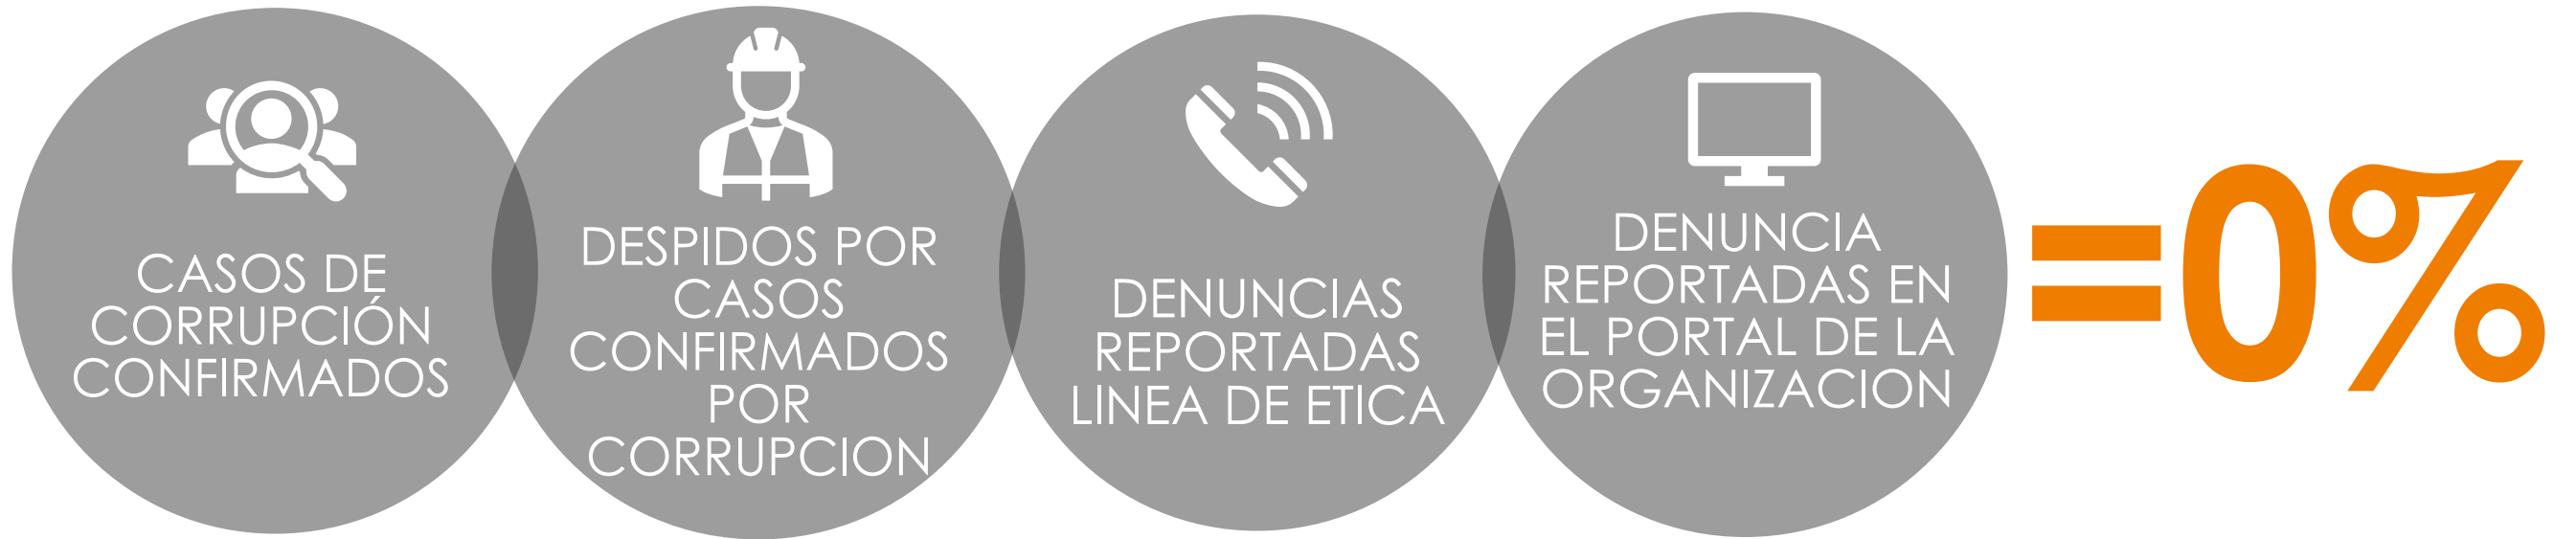 CASOS DE
CORRUPCIÓN
CONFIRMADOS
DESPIDOS POR
CASOS
CONFIRMADOS
POR
CORRUPCION
DENUNCIAS
REPORTADAS
LINEA DE ETICA
DENUNCIA
REPORTADAS EN
EL PORTAL DE LA
ORGANIZACION
=0%